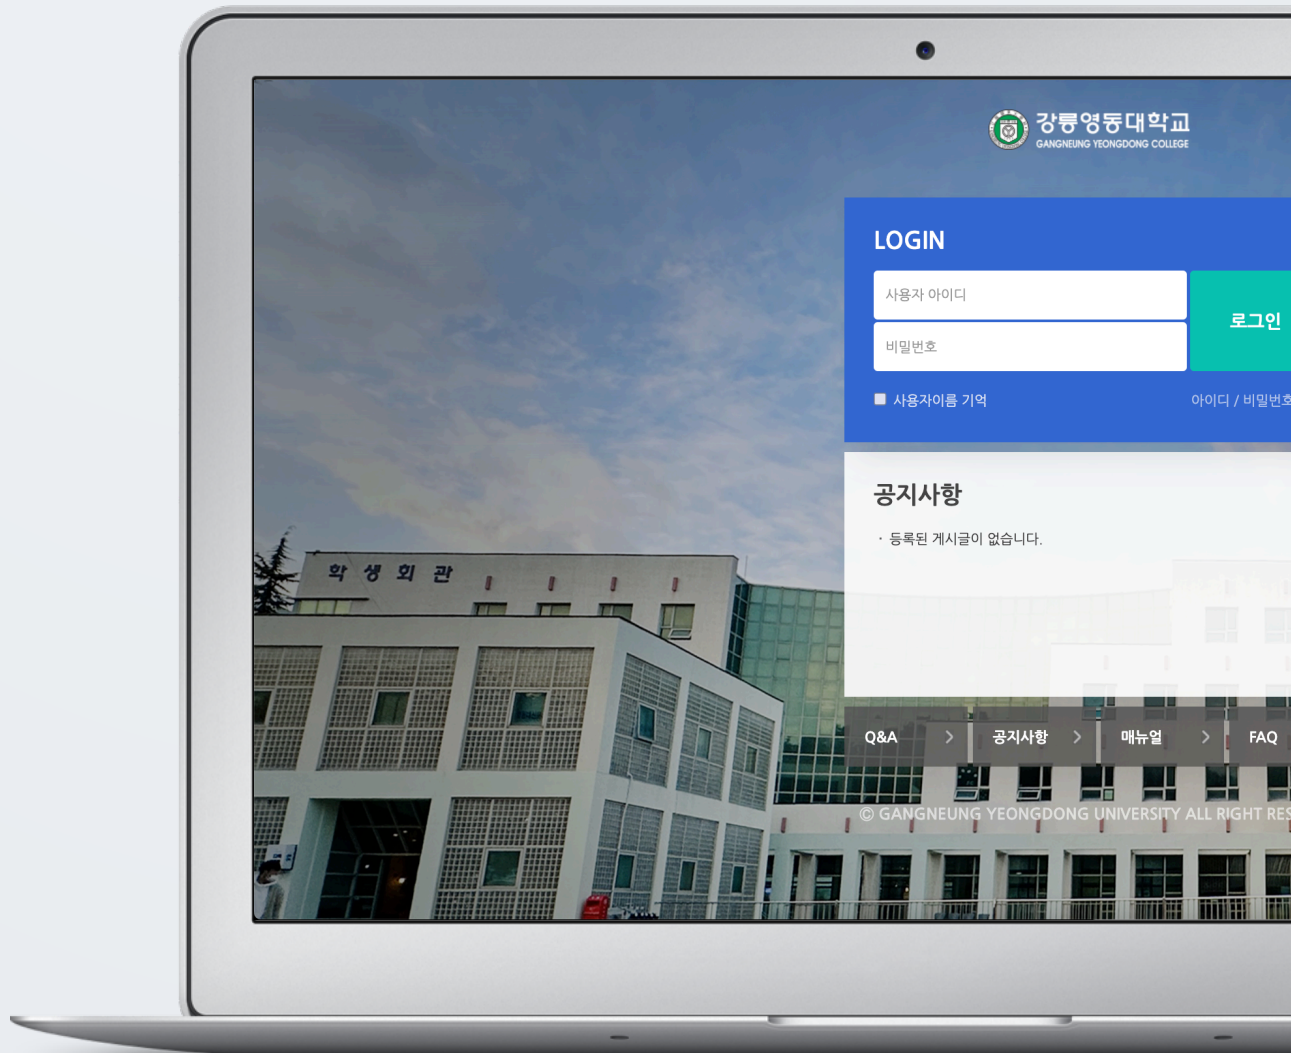 강릉영동대학교
GANGNEUNG YEONGDONG COLLEGE
LOGIN
사용자 아이디
비밀번호
로그인
사용자이름 기억
아이디 / 비밀번호
공지사항
· 등록된 게시글이 없습니다.
학생회관
Q&A
공지사항
매뉴얼
FAQ
© GANGNEUNG YEONGDONG UNIVERSITY ALL RIGHT RES